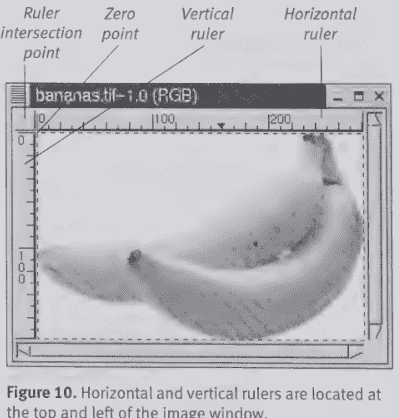 Ruler intersection point
Zero point
Vertical ruler
Horizontal ruler
bananas.tif-1.0 (RGB)
0 100 200
0
100
Figure 10. Horizontal and vertical rulers are located at
the top and left of the image window.